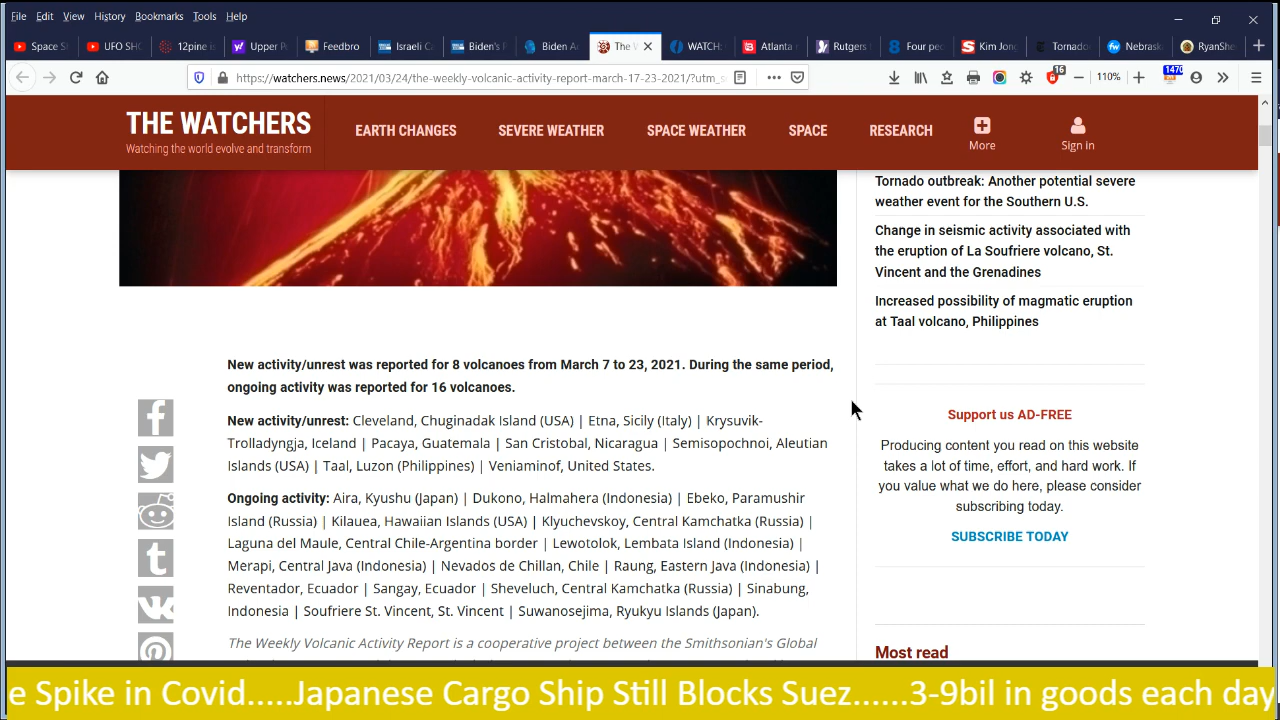 File Edit View History Bookmarks Tools Help
Space S
UFO SHO
12pine is
Upper P
Feedbro
Israeli C
Biden's P
Biden A
The W
WATCH:
Atlanta
Rutgers
Four peo
Kim Jong
Tornado
Nebrask
RyanShe
https://watchers.news/2021/03/24/the-weekly-volcanic-activity-report-march-17-23-2021/?utm_s
110%
16
1470
THE WATCHERS
Watching the world evolve and transform
EARTH CHANGES
SEVERE WEATHER
SPACE WEATHER
SPACE
RESEARCH
More
Sign in
New activity/unrest was reported for 8 volcanoes from March 7 to 23, 2021. During the same period,
ongoing activity was reported for 16 volcanoes.
New activity/unrest: Cleveland, Chuginadak Island (USA) | Etna, Sicily (Italy) | Krysuvik-
Trolladyngja, Iceland | Pacaya, Guatemala | San Cristobal, Nicaragua | Semisopochnoi, Aleutian
Islands (USA) | Taal, Luzon (Philippines) | Veniaminof, United States.
Ongoing activity: Aira, Kyushu (Japan) | Dukono, Halmahera (Indonesia) | Ebeko, Paramushir
Island (Russia) | Kilauea, Hawaiian Islands (USA) | Klyuchevskoy, Central Kamchatka (Russia) |
Laguna del Maule, Central Chile-Argentina border | Lewotolok, Lembata Island (Indonesia) |
Merapi, Central Java (Indonesia) | Nevados de Chillan, Chile | Raung, Eastern Java (Indonesia) |
Reventador, Ecuador | Sangay, Ecuador | Sheveluch, Central Kamchatka (Russia) | Sinabung,
Indonesia | Soufriere St. Vincent, St. Vincent | Suwanosejima, Ryukyu Islands (Japan).
The Weekly Volcanic Activity Report is a cooperative project between the Smithsonian's Global
Tornado outbreak: Another potential severe
weather event for the Southern U.S.
Change in seismic activity associated with
the eruption of La Soufriere volcano, St.
Vincent and the Grenadines
Increased possibility of magmatic eruption
at Taal volcano, Philippines
Support us AD-FREE
Producing content you read on this website
takes a lot of time, effort, and hard work. If
you value what we do here, please consider
subscribing today.
SUBSCRIBE TODAY
Most read
e Spike in Covid.....Japanese Cargo Ship Still Blocks Suez......3-9bil in goods each day